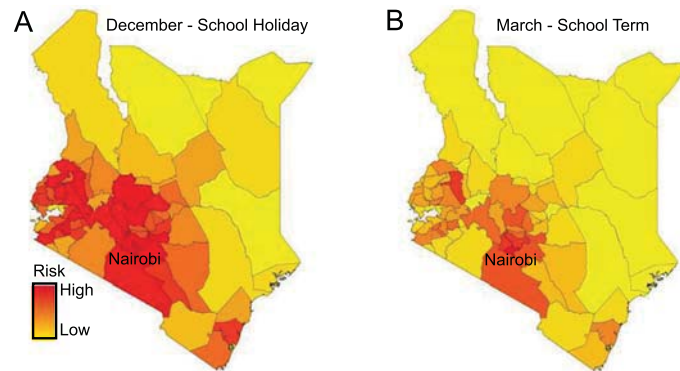 A
December - School Holiday
Nairobi
Risk
High
Low
B
March - School Term
Nairobi